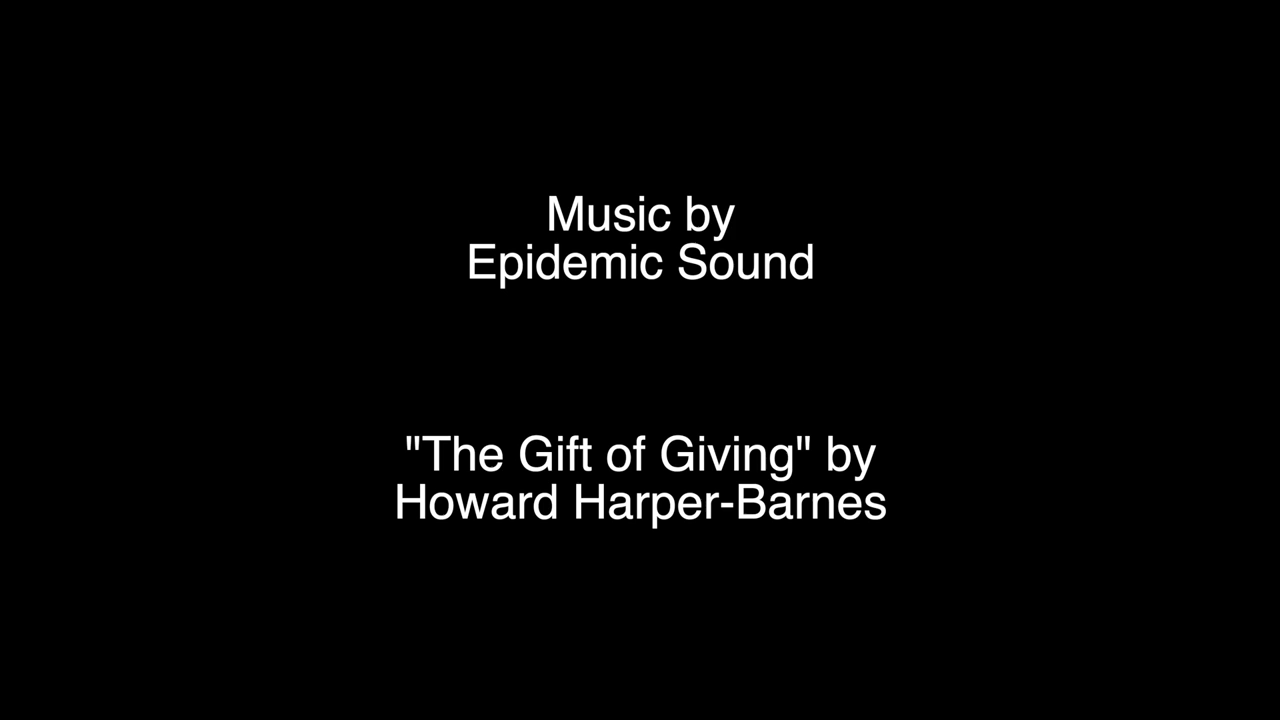 Music by
Epidemic Sound
"The Gift of Giving" by
Howard Harper-Barnes